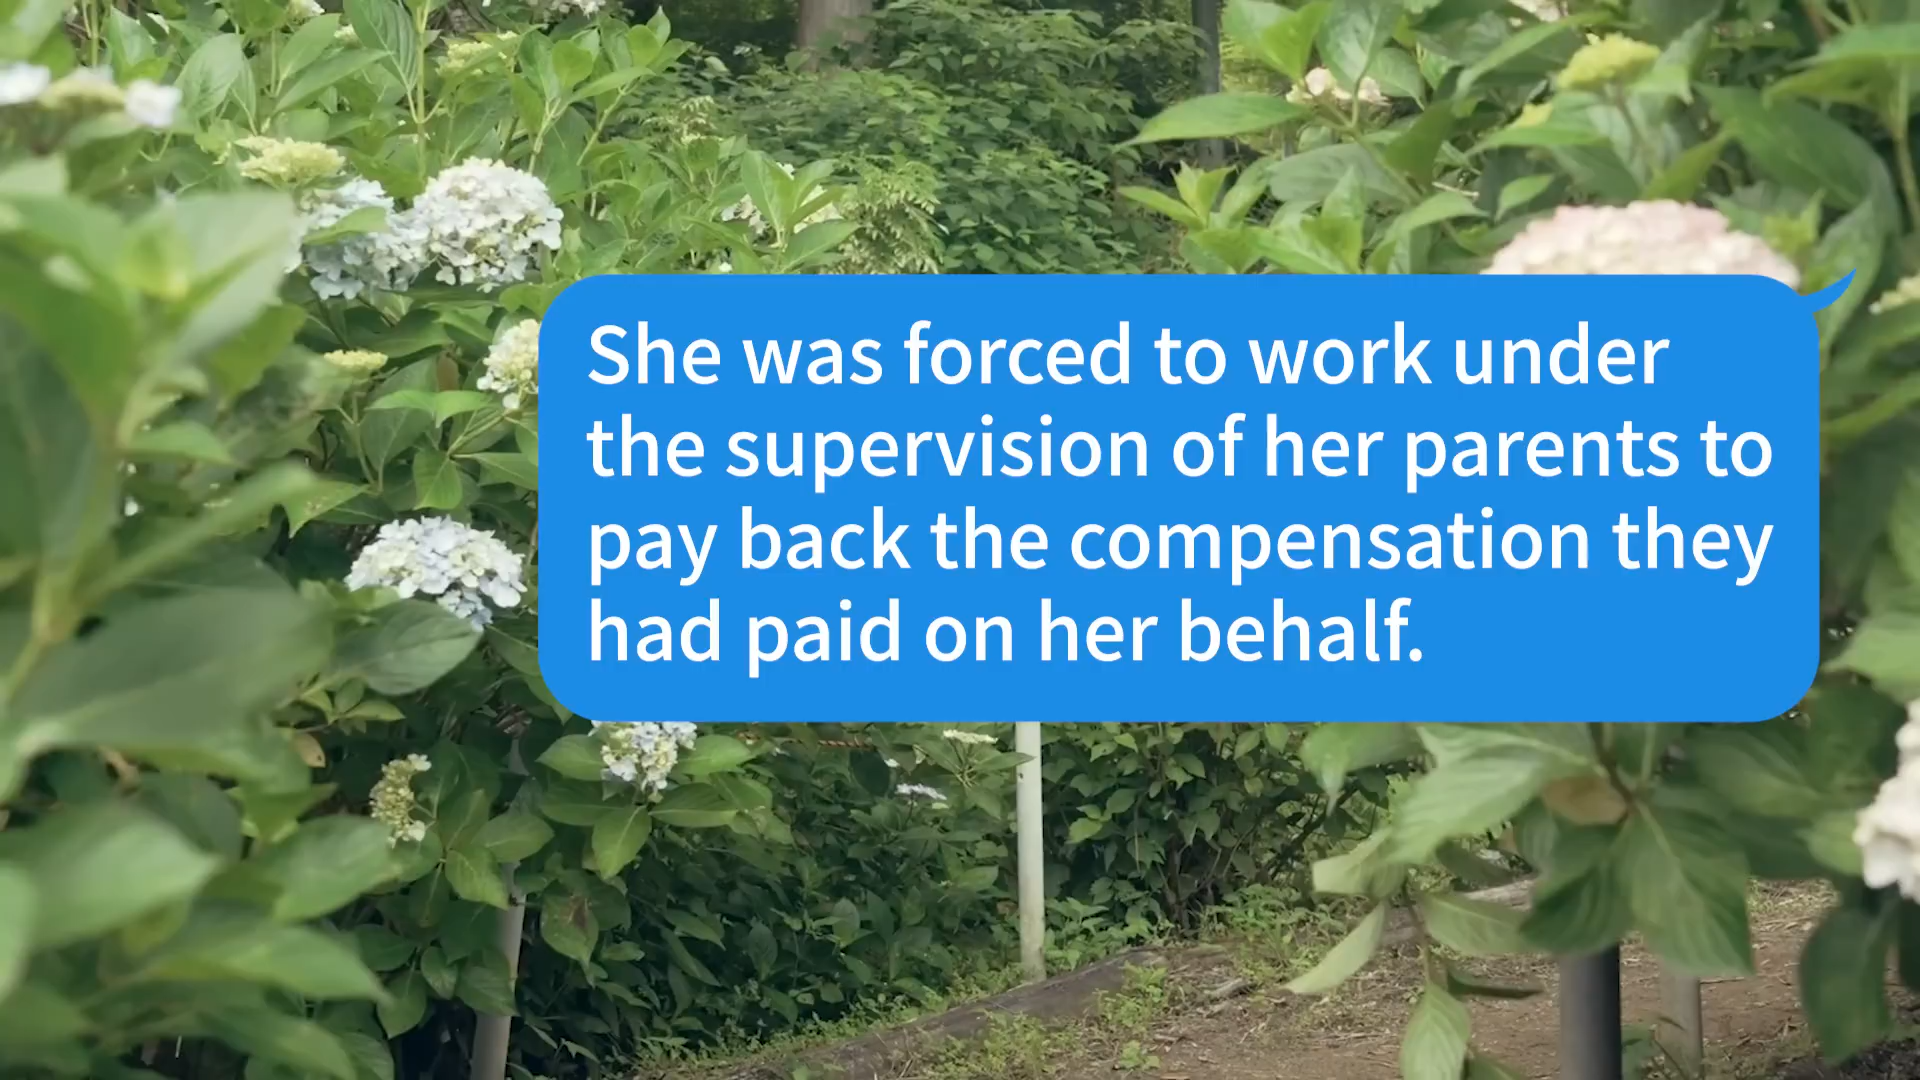 She was forced to work under
the supervision of her parents to
pay back the compensation they
had paid on her behalf.